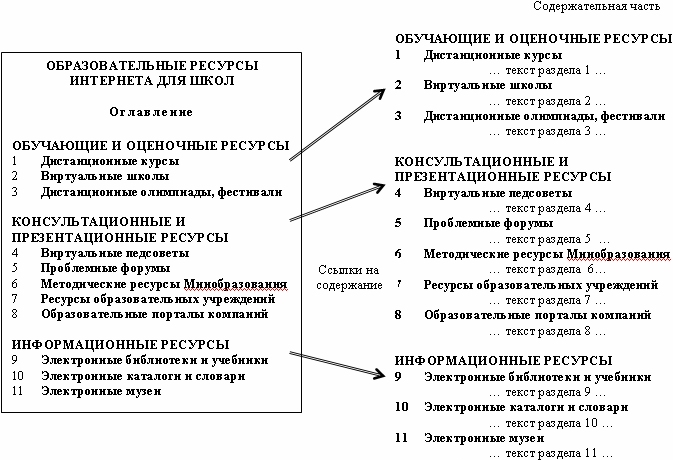 Содержательная часть
ОБРАЗОВАТЕЛЬНЫЕ РЕСУРСЫ
ИНТЕРНЕТА ДЛЯ ШКОЛ
Оглавление
ОБУЧАЮЩИЕ И ОЦЕНОЧНЫЕ РЕСУРСЫ
1 Дистанционные курсы
2 Виртуальные школы
3 Дистанционные олимпиады, фестивали
КОНСУЛЬТАЦИОННЫЕ И
ПРЕЗЕНТАЦИОННЫЕ РЕСУРСЫ
4 Виртуальные педсоветы
5 Проблемные форумы
6 Методические ресурсы Минобразования
7 Ресурсы образовательных учреждений
8 Образовательные порталы компаний
ИНФОРМАЦИОННЫЕ РЕСУРСЫ
9 Электронные библиотеки и учебники
10 Электронные каталоги и словари
11 Электронные музеи
Ссылки на
содержание
ОБУЧАЮЩИЕ И ОЦЕНОЧНЫЕ РЕСУРСЫ
1 Дистанционные курсы
… текст раздела 1 …
2 Виртуальные школы
… текст раздела 2 …
3 Дистанционные олимпиады, фестивали
… текст раздела 3 …
КОНСУЛЬТАЦИОННЫЕ И
ПРЕЗЕНТАЦИОННЫЕ РЕСУРСЫ
4 Виртуальные педсоветы
… текст раздела 4 …
5 Проблемные форумы
… текст раздела 5 …
6 Методические ресурсы Минобразования
… текст раздела 6…
7 Ресурсы образовательных учреждений
… текст раздела 7 …
8 Образовательные порталы компаний
… текст раздела 8 …
ИНФОРМАЦИОННЫЕ РЕСУРСЫ
9 Электронные библиотеки и учебники
… текст раздела 9 …
10 Электронные каталоги и словари
… текст раздела 10 …
11 Электронные музеи
… текст раздела 11 …